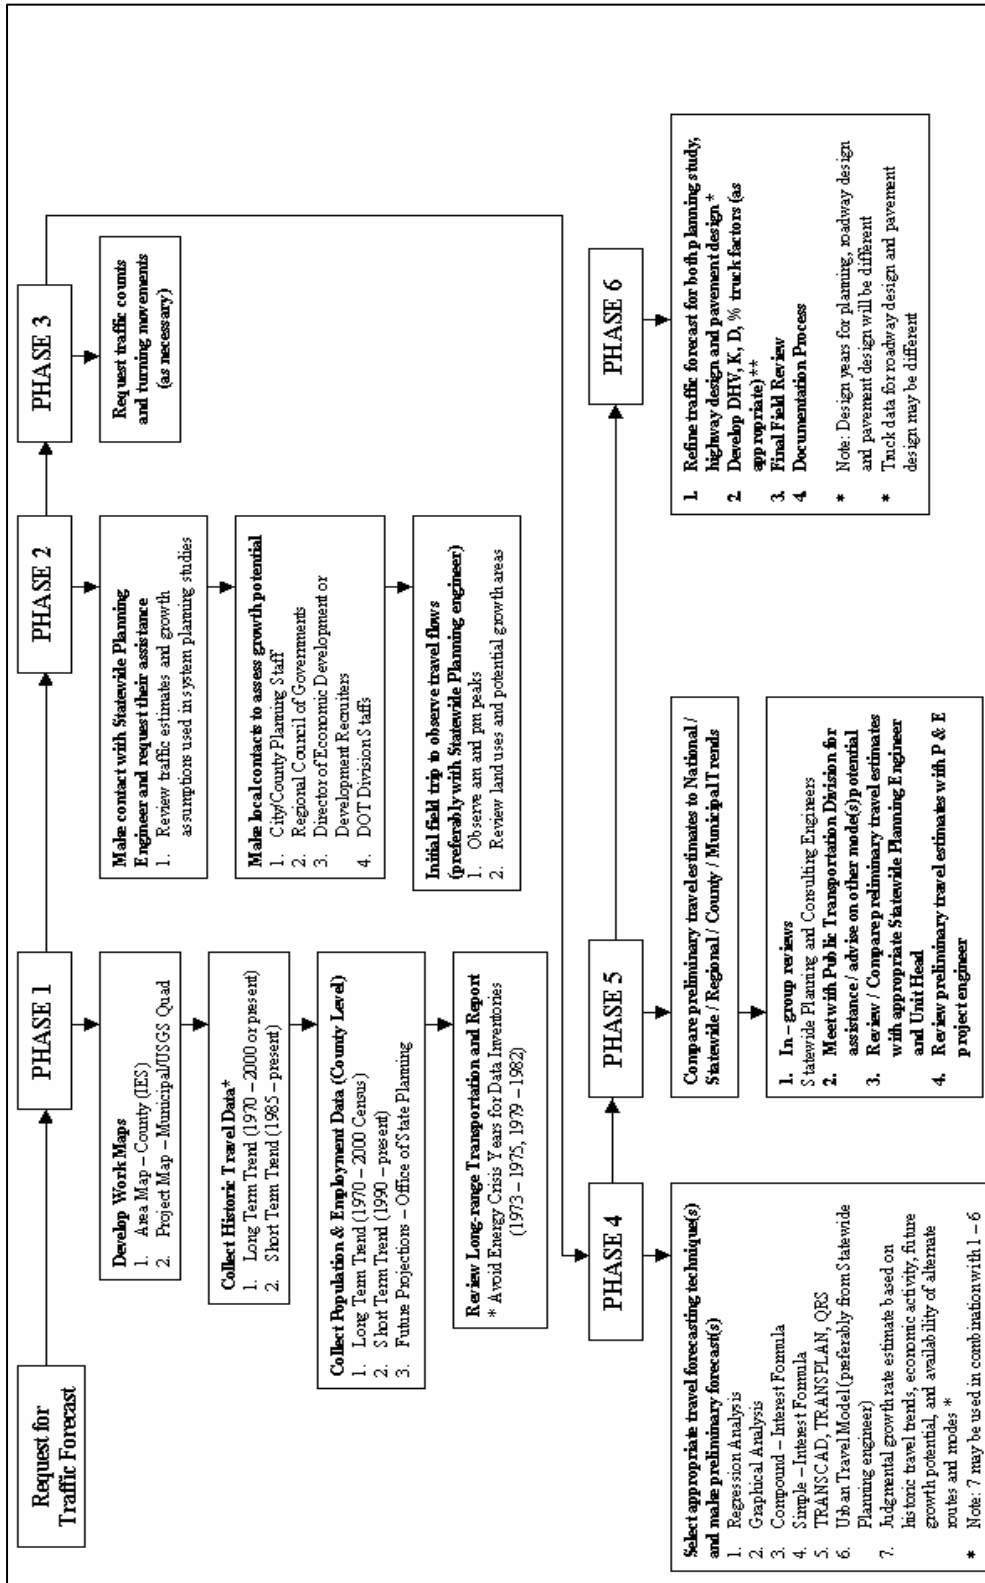 Request for
Traffic Forecast
PHASE 1
Develop Work Maps
1. Area Map – County (IES)
2. Project Map – Municipal/USGS Quad
Collect Historic Travel Data*
1. Long Term Trend (1970 – 2000 or present)
2. Short Term Trend (1985 – present)
Collect Population & Employment Data (County Level)
1. Long Term Trend (1970 – 2000 Census)
2. Short Term Trend (1990 – present)
3. Future Projections – Office of State Planning
Review Long-range Transportation and Report
* Avoid Energy Crisis Years for Data Inventories
(1973 – 1975, 1979 – 1982)
PHASE 2
Make contact with Statewide Planning
Engineer and request their assistance
1. Review traffic estimates and growth
assumptions used in system planning studies
Make local contacts to assess growth potential
1. City/County Planning Staff
2. Regional Council of Governments
3. Director of Economic Development or
Development Recruiters
4. DOT Division Staffs
Initial field trip to observe travel flows
(preferably with Statewide Planning engineer)
1. Observe am and pm peaks
2. Review land uses and potential growth areas
PHASE 3
Request traffic counts
and turning movements
(as necessary)
PHASE 4
Select appropriate travel forecasting technique(s)
and make preliminary forecast(s)
1. Regression Analysis
2. Graphical Analysis
3. Compound – Interest Formula
4. Simple – Interest Formula
5. TRANSCAD, TRANSPLAN, QRS
6. Urban Travel Model (preferably from Statewide
Planning engineer)
7. Judgmental growth rate estimate based on
historic travel trends, economic activity, future
growth potential, and availability of alternate
routes and modes *
* Note: 7 may be used in combination with 1 – 6
PHASE 5
Compare preliminary travel estimates to National /
Statewide / Regional / County / Municipal Trends
1. In – group reviews
Statewide Planning and Consulting Engineers
2. Meet with Public Transportation Division for
assistance / advise on other mode(s) potential
3. Review / Compare preliminary travel estimates
with appropriate Statewide Planning Engineer
and Unit Head
4. Review preliminary travel estimates with P & E
project engineer
PHASE 6
1. Refine traffic forecast for both planning study,
highway design and pavement design *
2. Develop DHV, K, D, % truck factors (as
appropriate) **
3. Final Field Review
4. Documentation Process
* Note: Design years for planning, roadway design
and pavement design will be different
* Truck data for roadway design and pavement
design may be different